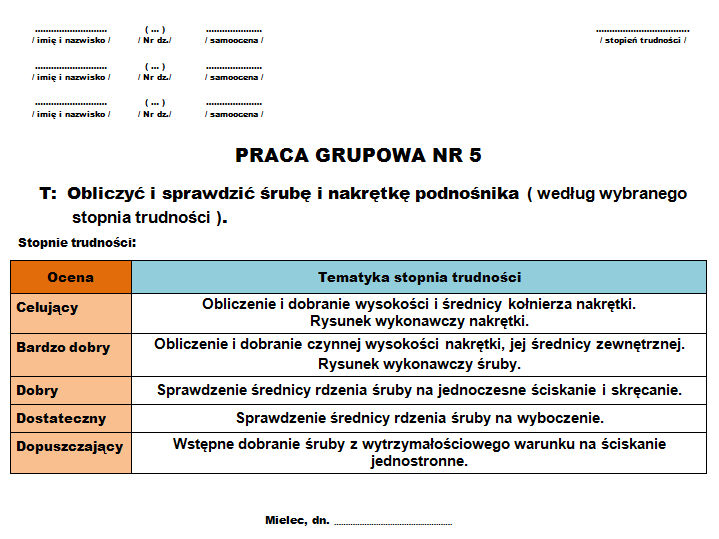 ........................... ( ... ) ..................... ...................................
/ imię i nazwisko / / Nr dz./ / samoocena / / stopień trudności /
........................... ( ... ) .....................
/ imię i nazwisko / / Nr dz./ / samoocena /
........................... ( ... ) .....................
/ imię i nazwisko / / Nr dz./ / samoocena /
PRACA GRUPOWA NR 5
T: Obliczyć i sprawdzić śrubę i nakrętkę podnośnika ( według wybranego
stopnia trudności ).
Stopnie trudności:
Ocena Tematyka stopnia trudności
Celujący Obliczenie i dobranie wysokości i średnicy kołnierza nakrętki.
Rysunek wykonawczy nakrętki.
Bardzo dobry Obliczenie i dobranie czynnej wysokości nakrętki, jej średnicy zewnętrznej.
Rysunek wykonawczy śruby.
Dobry Sprawdzenie średnicy rdzenia śruby na jednoczesne ściskanie i skręcanie.
Dostateczny Sprawdzenie średnicy rdzenia śruby na wyboczenie.
Dopuszczający Wstępne dobranie śruby z wytrzymałościowego warunku na ściskanie
jednostronne.
Mielec, dn. ..................................................